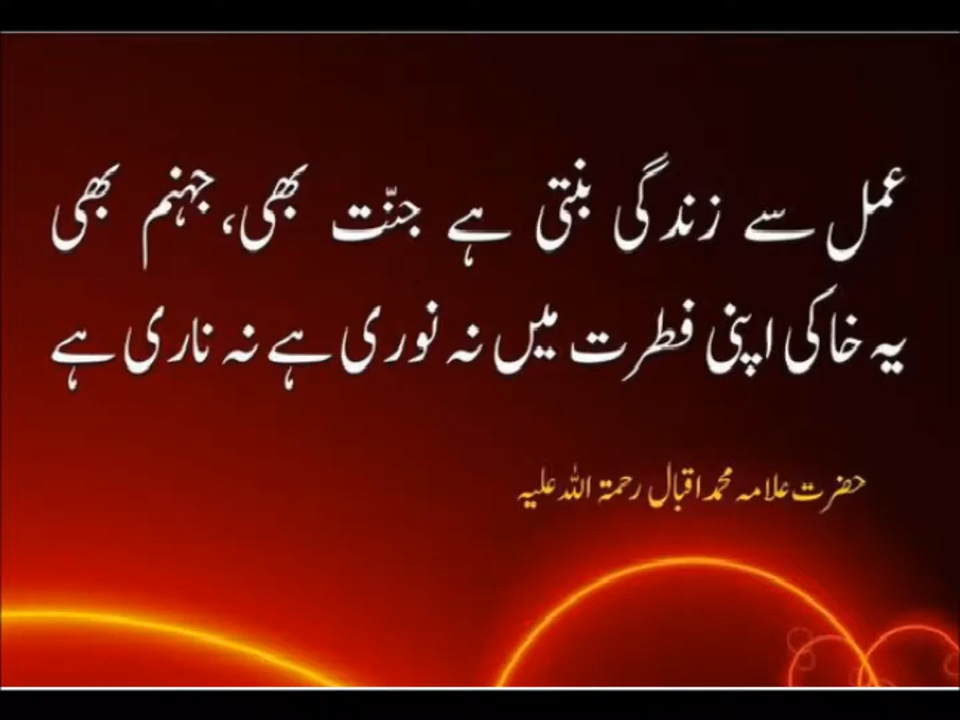 عمل سے زندگی بنتی ہے جنّت بھی، جہنم بھی
یہ خاکی اپنی فطرت میں نہ نوری ہے نہ ناری ہے
حضرت علامہ محمد اقبال رحمۃ اللہ علیہ